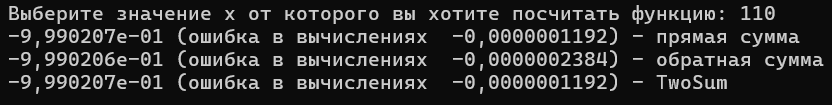 Выберите значение x от которого вы хотите посчитать функцию: 110
-9,990207e-01 (ошибка в вычислениях  -0,0000001192) - прямая сумма
-9,990206e-01 (ошибка в вычислениях  -0,0000002384) - обратная сумма
-9,990207e-01 (ошибка в вычислениях  -0,0000001192) - TwoSum